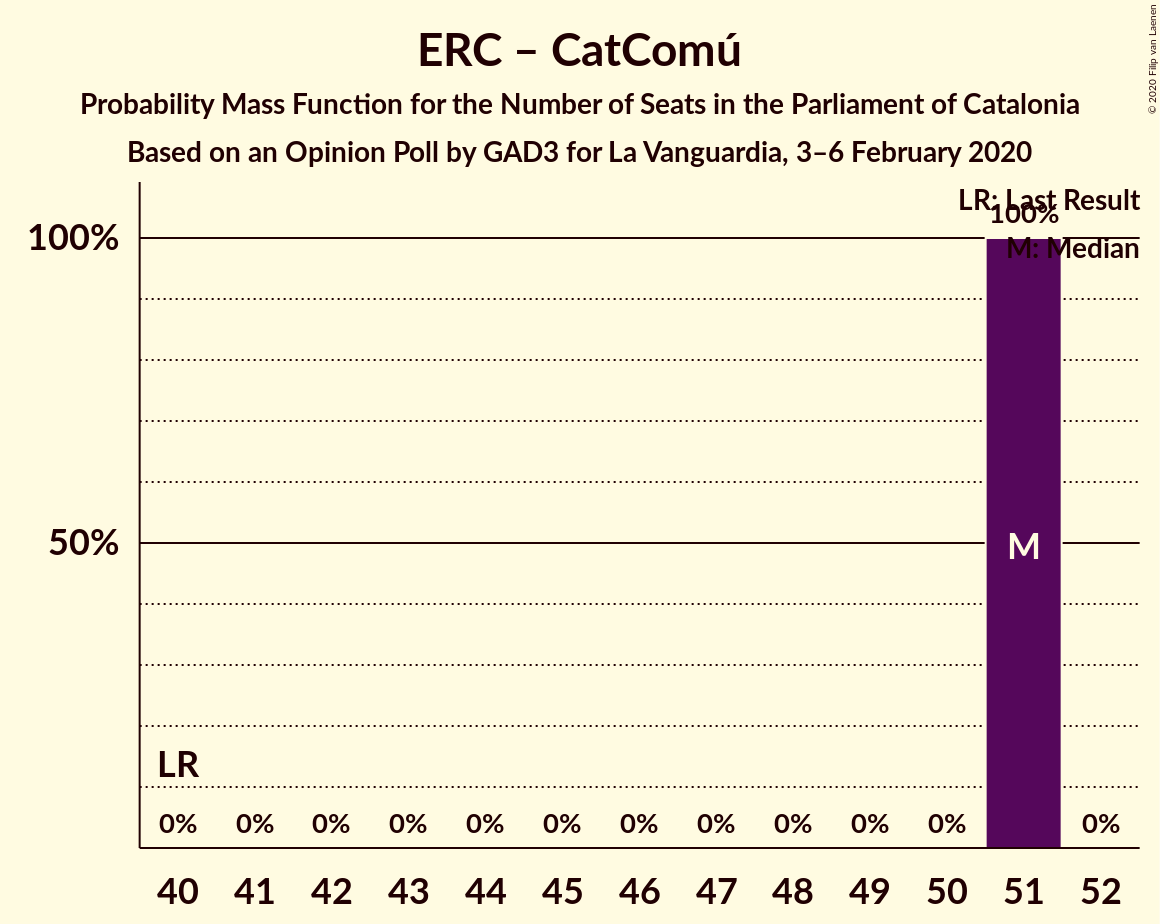 ERC – CatComú
Probability Mass Function for the Number of Seats in the Parliament of Catalonia
Based on an Opinion Poll by GAD3 for La Vanguardia, 3–6 February 2020
© 2020 Filip van Laenen
LR: Last Result
100%
M: Median
100%
50%
M
LR
0% 0% 0% 0% 0% 0% 0% 0% 0% 0% 0% 0%
40 41 42 43 44 45 46 47 48 49 50 51 52